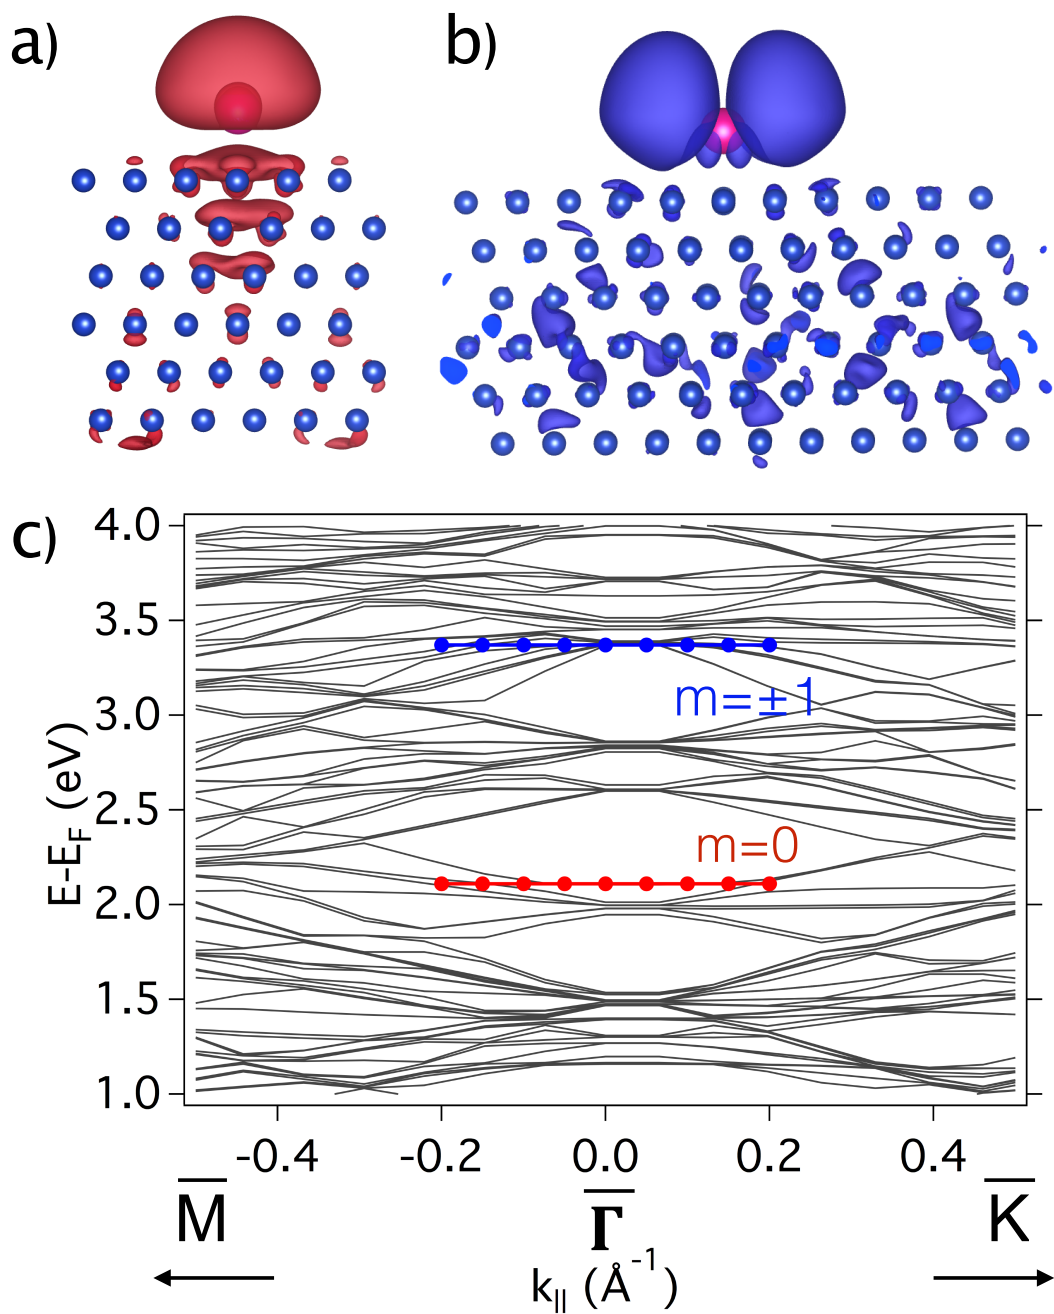 a)
b)
c)
4.0
3.5
3.0
2.5
2.0
1.5
1.0
E-E_F (eV)
m=±1
m=0
-0.4 -0.2 0.0 0.2 0.4
M̅ Γ̅ K̅
k_|| (Å⁻¹)